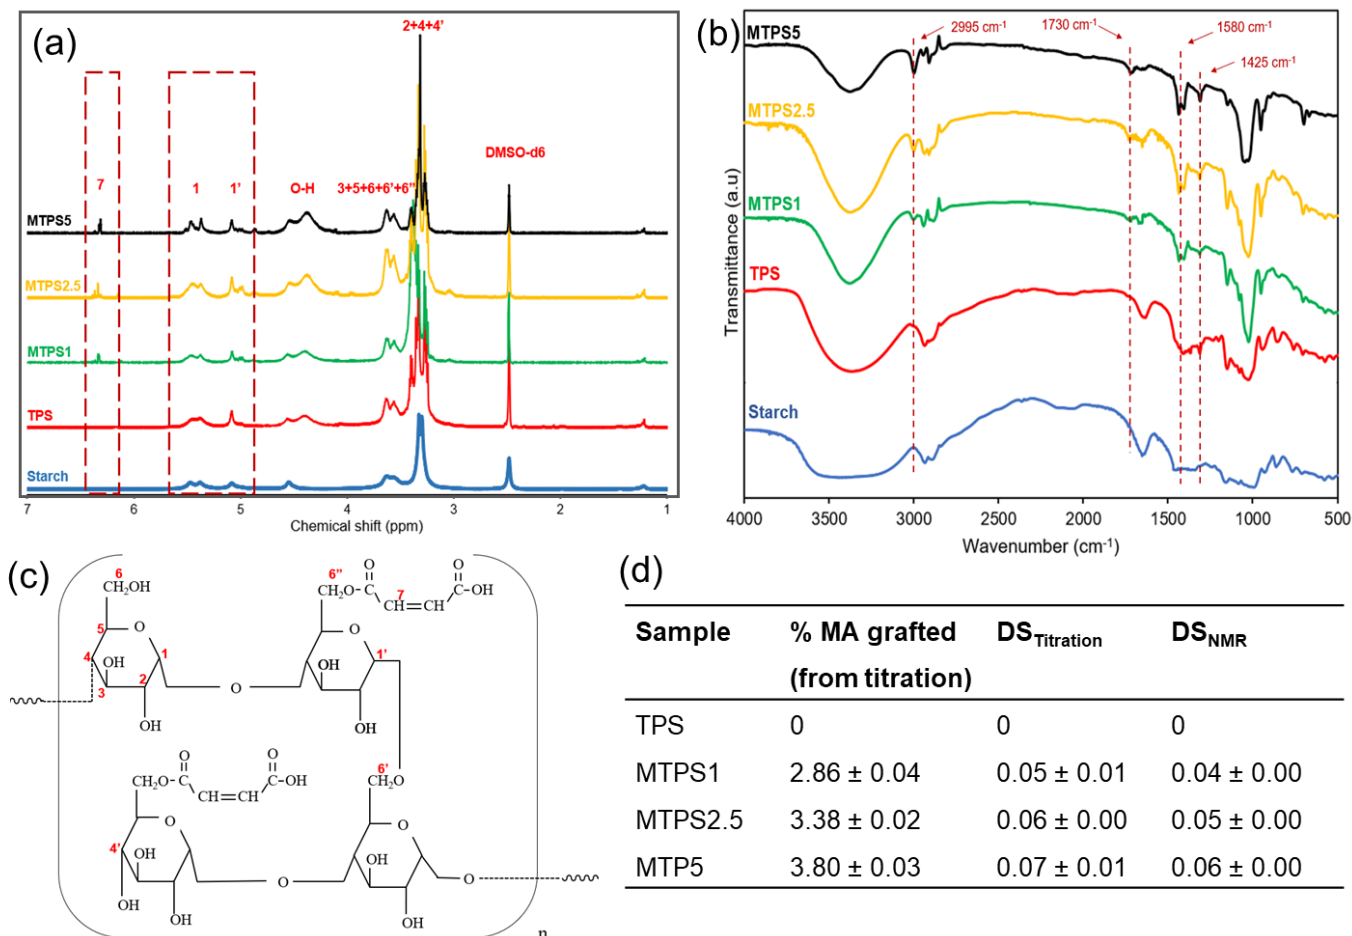 (a)
2+4+4'
DMSO-d6
7
1
1'
O-H
3+5+6+6'+6"
MTPS5
MTPS2.5
MTPS1
TPS
Starch
7
6
5
4
3
2
1
Chemical shift (ppm)
(b)
2995 cm-1
1730 cm-1
1580 cm-1
1425 cm-1
MTPS5
MTPS2.5
MTPS1
TPS
Starch
Transmittance (a.u)
4000
3500
3000
2500
2000
1500
1000
500
Wavenumber (cm-1)
(c)
6
CH2OH
5
O
4
OH
1
3
2
OH
O
6"
CH2O
O
C
7
CH=CH
O
C
OH
O
OH
1'
OH
CH2O
O
C
CH=CH
O
C
OH
O
4'
OH
OH
OH
O
6'
CH2O
O
OH
OH
O
n
(d)
Sample % MA grafted DSTitration DSNMR
(from titration)
TPS 0 0 0
MTPS1 2.86 ± 0.04 0.05 ± 0.01 0.04 ± 0.00
MTPS2.5 3.38 ± 0.02 0.06 ± 0.00 0.05 ± 0.00
MTP5 3.80 ± 0.03 0.07 ± 0.01 0.06 ± 0.00